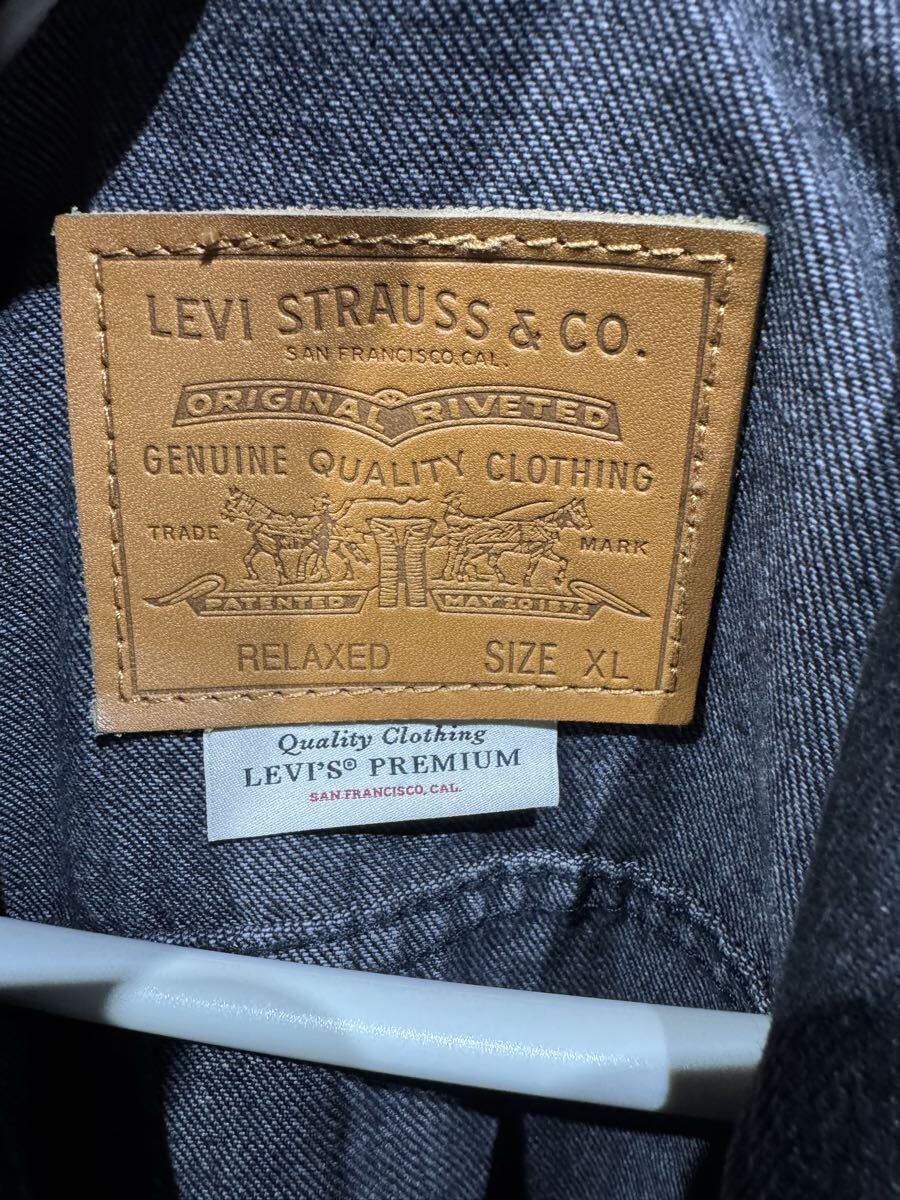 LEVI STRAUSS & CO.
SAN FRANCISCO, CAL.
ORIGINAL RIVETED
GENUINE QUALITY CLOTHING
TRADE MARK
PATENTED MAY 20 1873
RELAXED SIZE XL
Quality Clothing
LEVI'S® PREMIUM
SAN FRANCISCO, CAL.